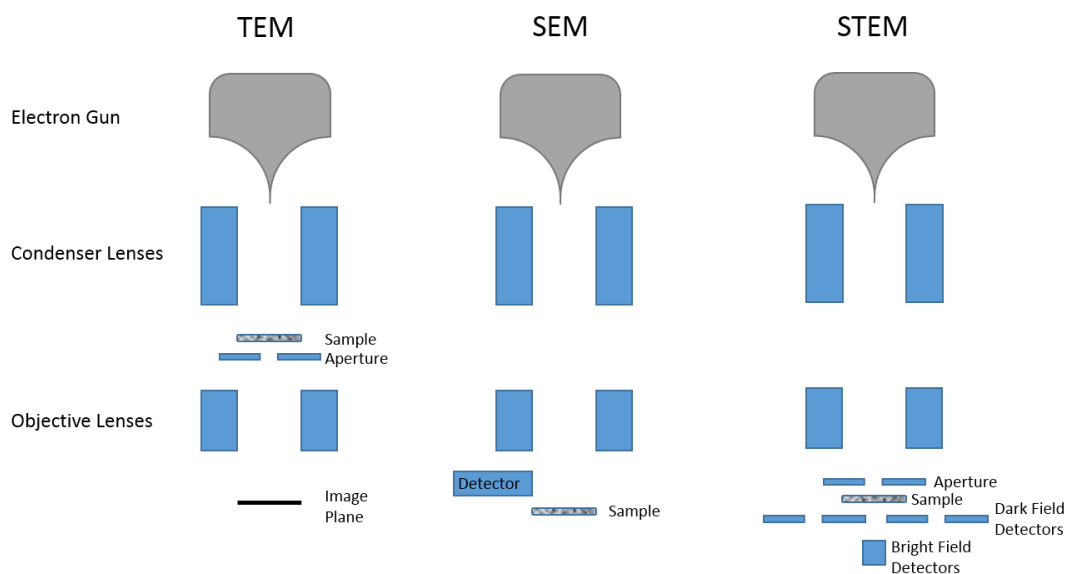 TEM
SEM
STEM
Electron Gun
Condenser Lenses
Sample
Aperture
Objective Lenses
Detector
Image
Plane
Sample
Aperture
Sample
Dark Field
Detectors
Bright Field
Detectors